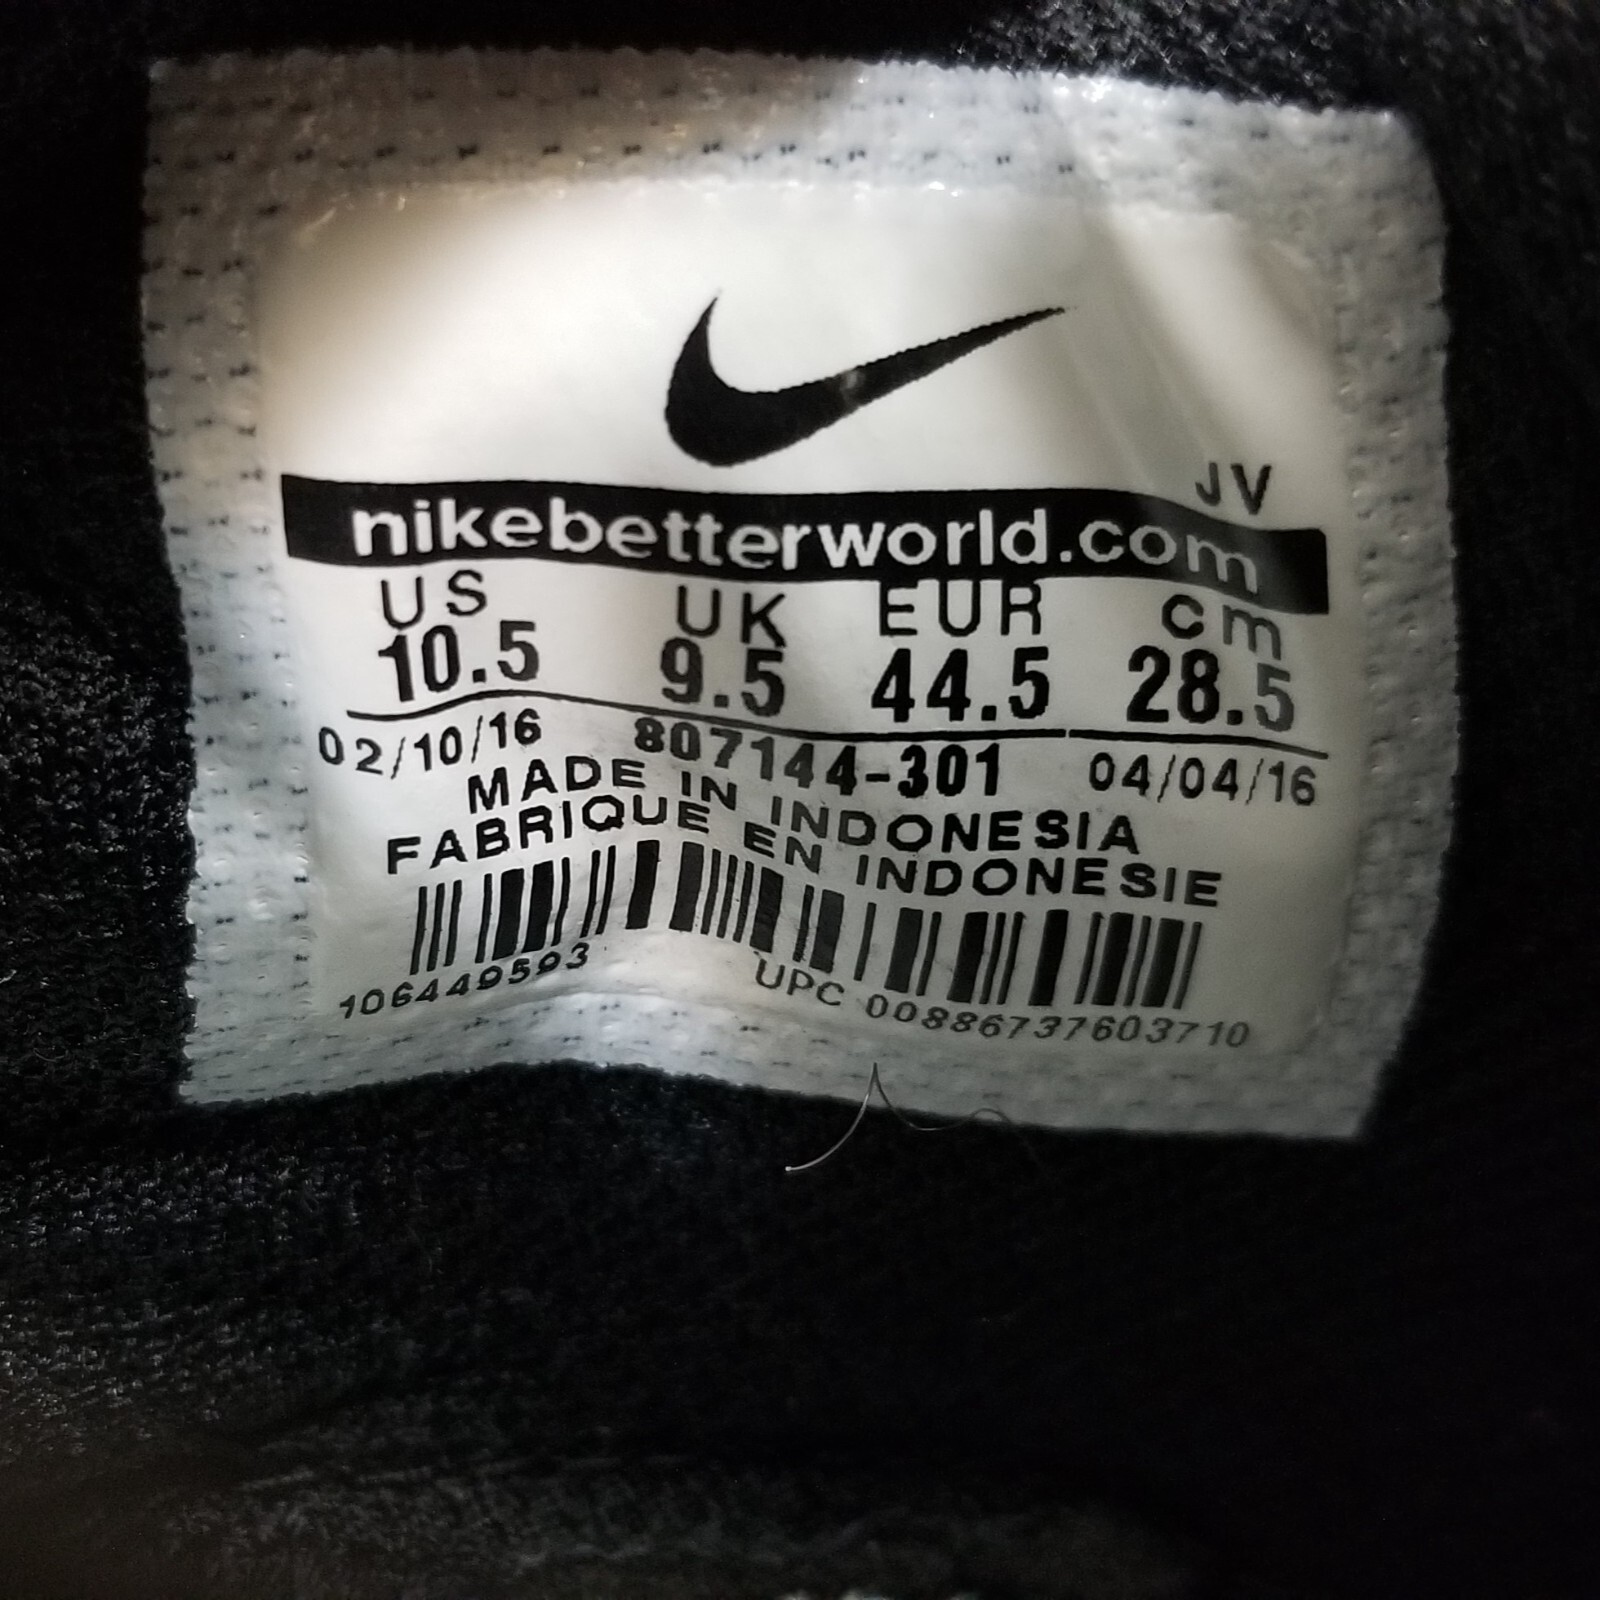 JV
nikebetterworld.com
US UK EUR cm
10.5 9.5 44.5 28.5
02/10/16 807144-301 04/04/16
MADE IN INDONESIA
FABRIQUE EN INDONESIE
106449593 UPC 00886737603710